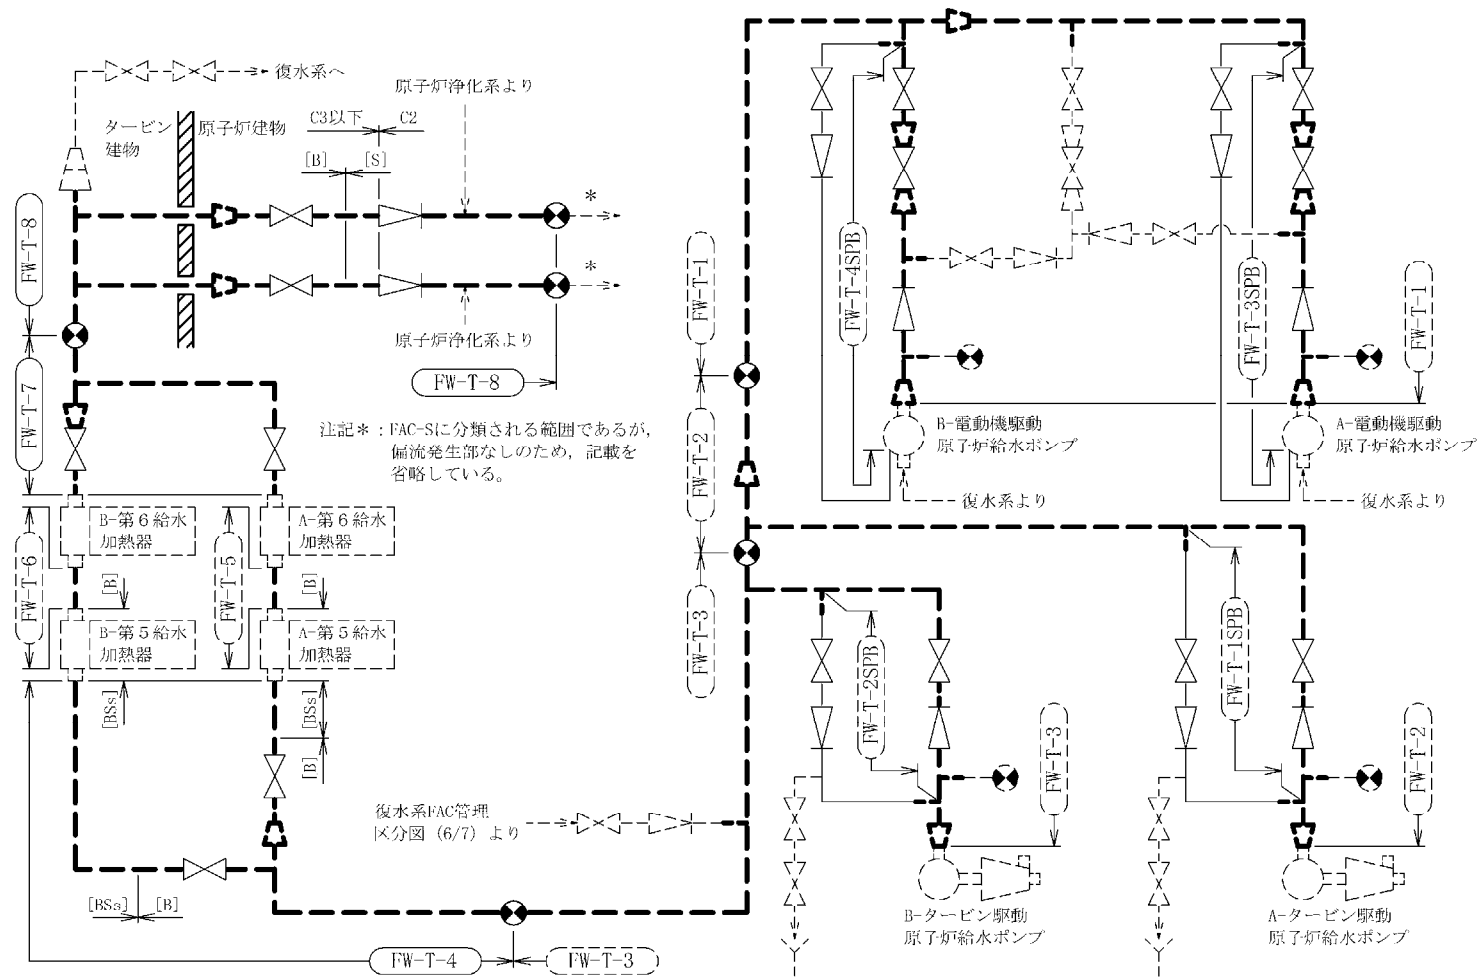 復水系へ
タービン
建物
原子炉建物
原子炉浄化系より
C3以下
C2
[B]
[S]
*
*
原子炉浄化系より
FW-T-8
FW-T-8
FW-T-7
注記＊：FAC-Sに分類される範囲であるが，
偏流発生部なしのため，記載を
省略している。
B-第６給水
加熱器
A-第６給水
加熱器
FW-T-6
FW-T-5
[B]
[B]
B-第５給水
加熱器
A-第５給水
加熱器
[BSs]
[BSs]
[B]
[BSs]
[B]
復水系FAC管理
区分図（6/7）より
FW-T-4
FW-T-3
FW-T-1
FW-T-2
FW-T-3
FW-T-4SPB
FW-T-3SPB
FW-T-1
B-電動機駆動
原子炉給水ポンプ
A-電動機駆動
原子炉給水ポンプ
復水系より
復水系より
FW-T-2SPB
FW-T-1SPB
FW-T-3
FW-T-2
B-タービン駆動
原子炉給水ポンプ
A-タービン駆動
原子炉給水ポンプ